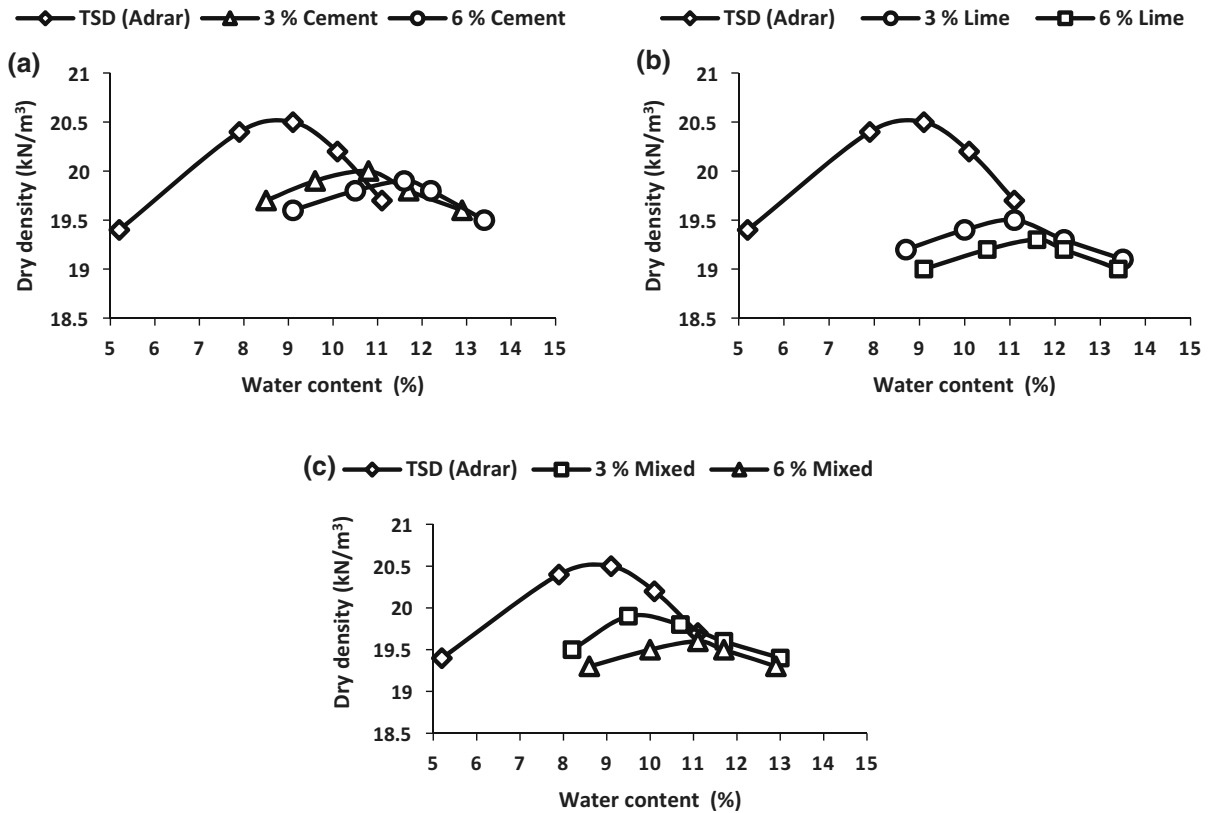 TSD (Adrar) 3 % Cement 6 % Cement
(a)
21
20.5
20
19.5
19
18.5
Dry density (kN/m³)
5 6 7 8 9 10 11 12 13 14 15
Water content (%)
TSD (Adrar) 3 % Lime 6 % Lime
(b)
21
20.5
20
19.5
19
18.5
Dry density (kN/m³)
5 6 7 8 9 10 11 12 13 14 15
Water content (%)
(c) TSD (Adrar) 3 % Mixed 6 % Mixed
21
20.5
20
19.5
19
18.5
Dry density (kN/m³)
5 6 7 8 9 10 11 12 13 14 15
Water content (%)